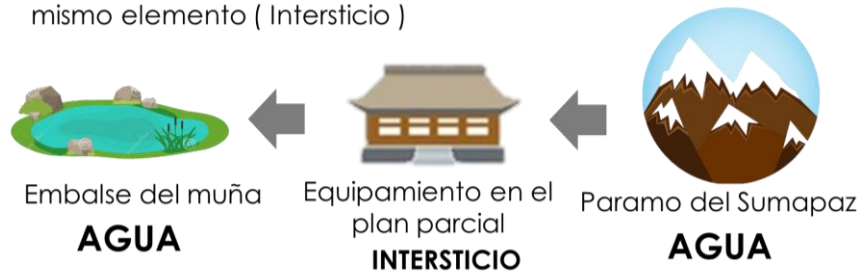 mismo elemento ( Intersticio )
Embalse del muña
AGUA
Equipamiento en el
plan parcial
INTERSTICIO
Paramo del Sumapaz
AGUA